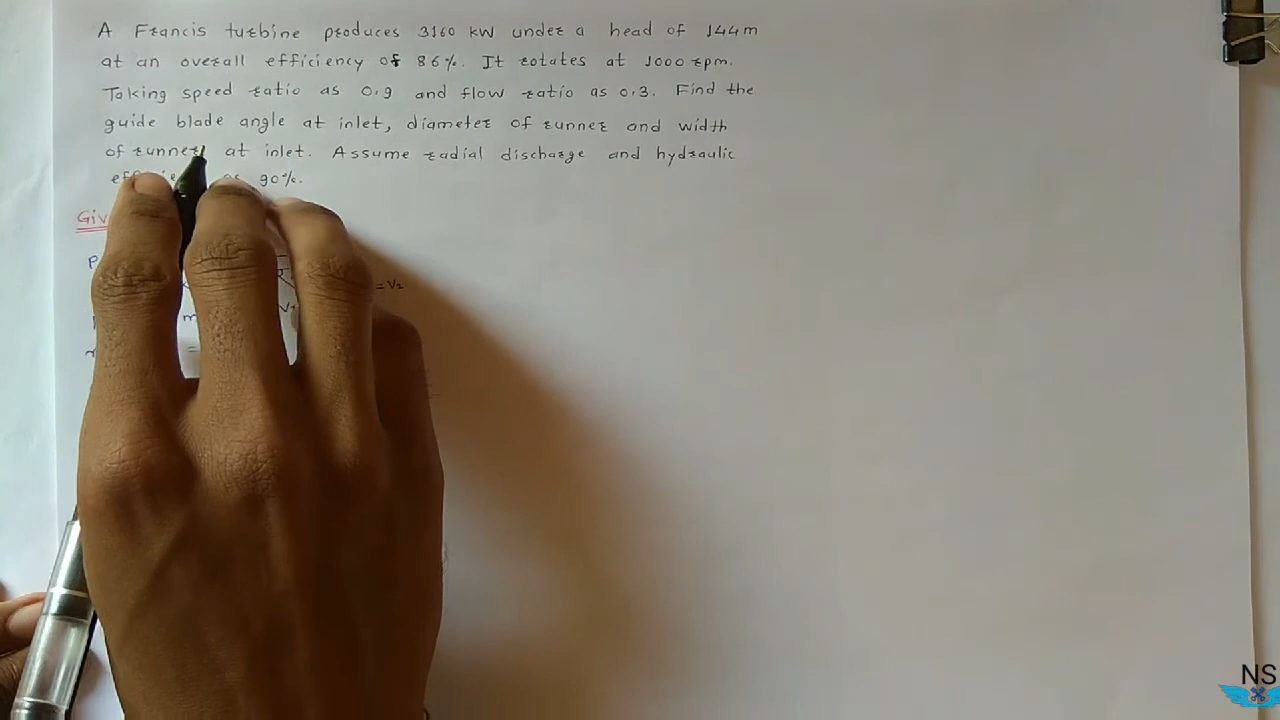 A Francis turbine produces 3160 kW under a head of 144m
at an overall efficiency of 86%. It rotates at 1000 rpm.
Taking speed ratio as 0.9 and flow ratio as 0.3. Find the
guide blade angle at inlet, diameter of runner and width
of runner at inlet. Assume radial discharge and hydraulic
90%.
Giv
P
= V₂
m
=
NS